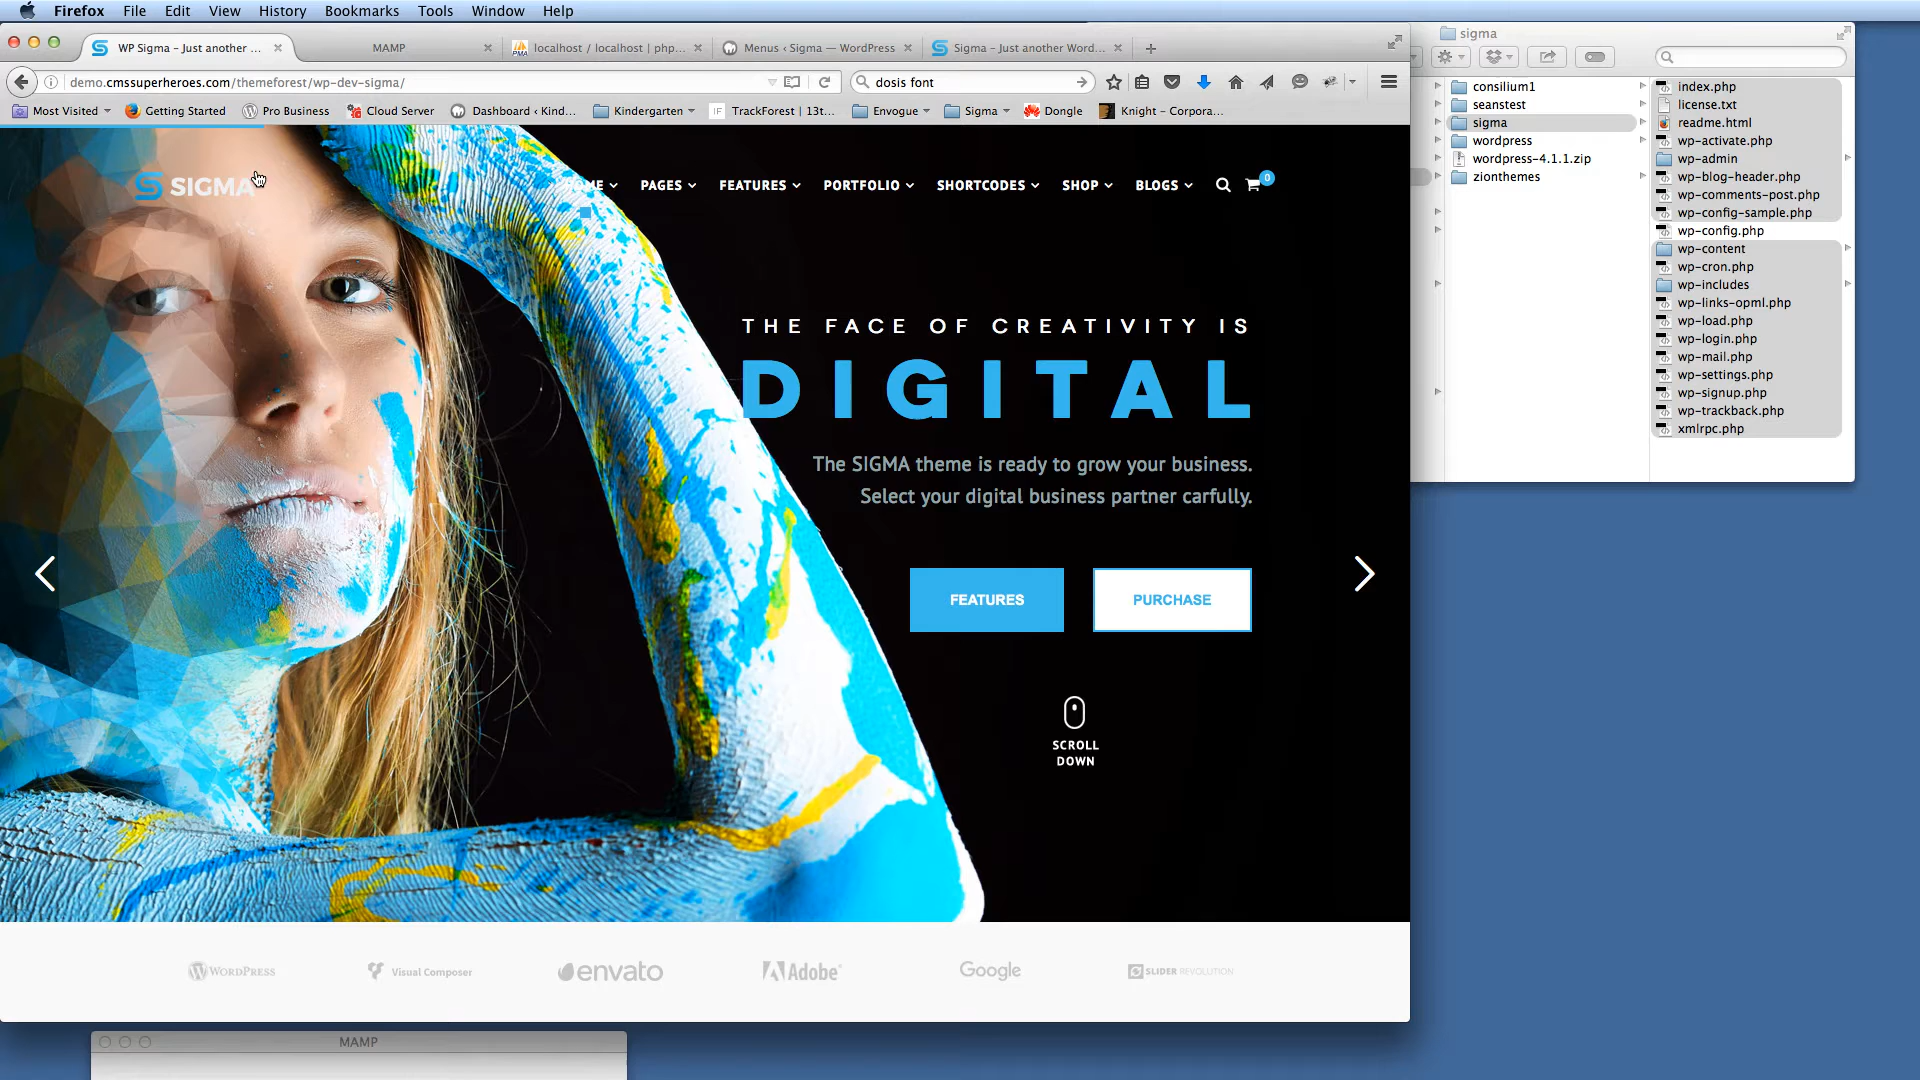 Firefox File Edit View History Bookmarks Tools Window Help
WP Sigma – Just another ...
MAMP
localhost / localhost | php...
Menus ‹ Sigma — WordPress
Sigma – Just another Word...
demo.cmssuperheroes.com/themeforest/wp-dev-sigma/
dosis font
Most Visited
Getting Started
Pro Business
Cloud Server
Dashboard ‹ Kind...
Kindergarten
TrackForest | 13t...
Envogue
Sigma
Dongle
Knight – Corpora...
SIGMA
PAGES
FEATURES
PORTFOLIO
SHORTCODES
SHOP
BLOGS
0
THE FACE OF CREATIVITY IS
DIGITAL
The SIGMA theme is ready to grow your business.
Select your digital business partner carfully.
FEATURES
PURCHASE
SCROLL
DOWN
WORDPRESS
Visual Composer
envato
Adobe
Google
SLIDER REVOLUTION
MAMP
sigma
consilium1
seanstest
sigma
wordpress
wordpress-4.1.1.zip
zionthemes
index.php
license.txt
readme.html
wp-activate.php
wp-admin
wp-blog-header.php
wp-comments-post.php
wp-config-sample.php
wp-config.php
wp-content
wp-cron.php
wp-includes
wp-links-opml.php
wp-load.php
wp-login.php
wp-mail.php
wp-settings.php
wp-signup.php
wp-trackback.php
xmlrpc.php